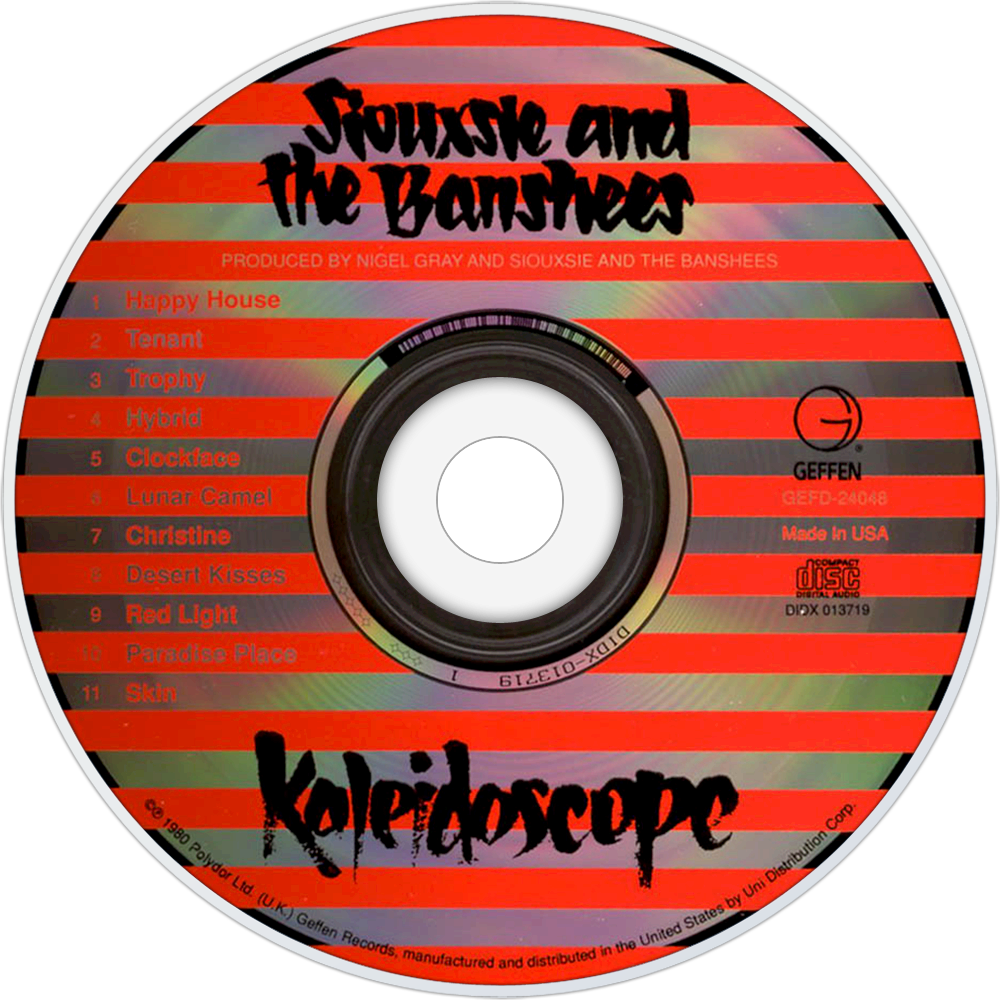 Siouxsie and
the Banshees
PRODUCED BY NIGEL GRAY AND SIOUXSIE AND THE BANSHEES
1 Happy House
2 Tenant
3 Trophy
4 Hybrid
5 Clockface
6 Lunar Camel
7 Christine
8 Desert Kisses
9 Red Light
10 Paradise Place
11 Skin
GEFFEN
®
GEFD-24048
Made in USA
COMPACT
disc
DIGITAL AUDIO
DIDX 013719
DIDX-013719 1
Kaleidoscope
©℗ 1980 Polydor Ltd. (U.K.) Geffen Records, manufactured and distributed in the United States by Uni Distribution Corp.